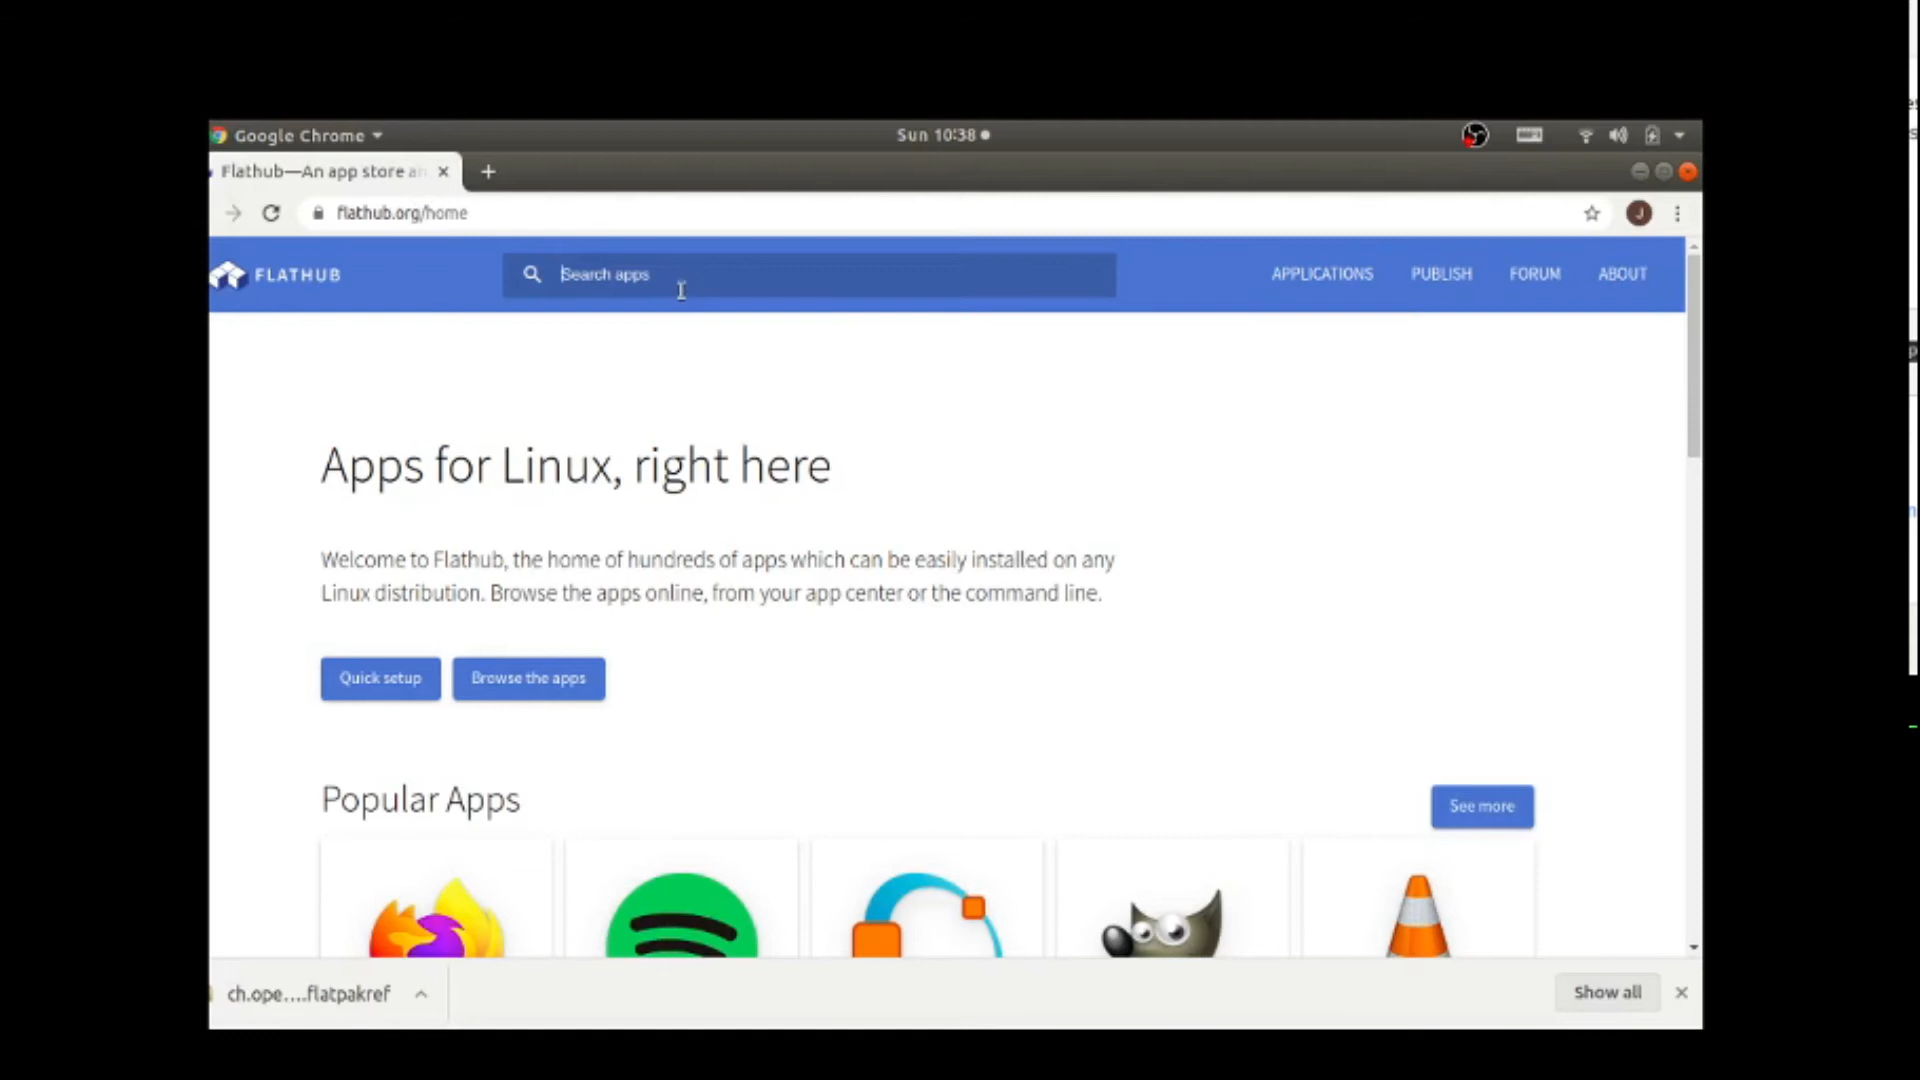 Google Chrome
Sun 10:38
Flathub—An app store an
flathub.org/home
J
FLATHUB
Search apps
APPLICATIONS
PUBLISH
FORUM
ABOUT
Apps for Linux, right here
Welcome to Flathub, the home of hundreds of apps which can be easily installed on any
Linux distribution. Browse the apps online, from your app center or the command line.
Quick setup
Browse the apps
Popular Apps
See more
ch.ope....flatpakref
Show all